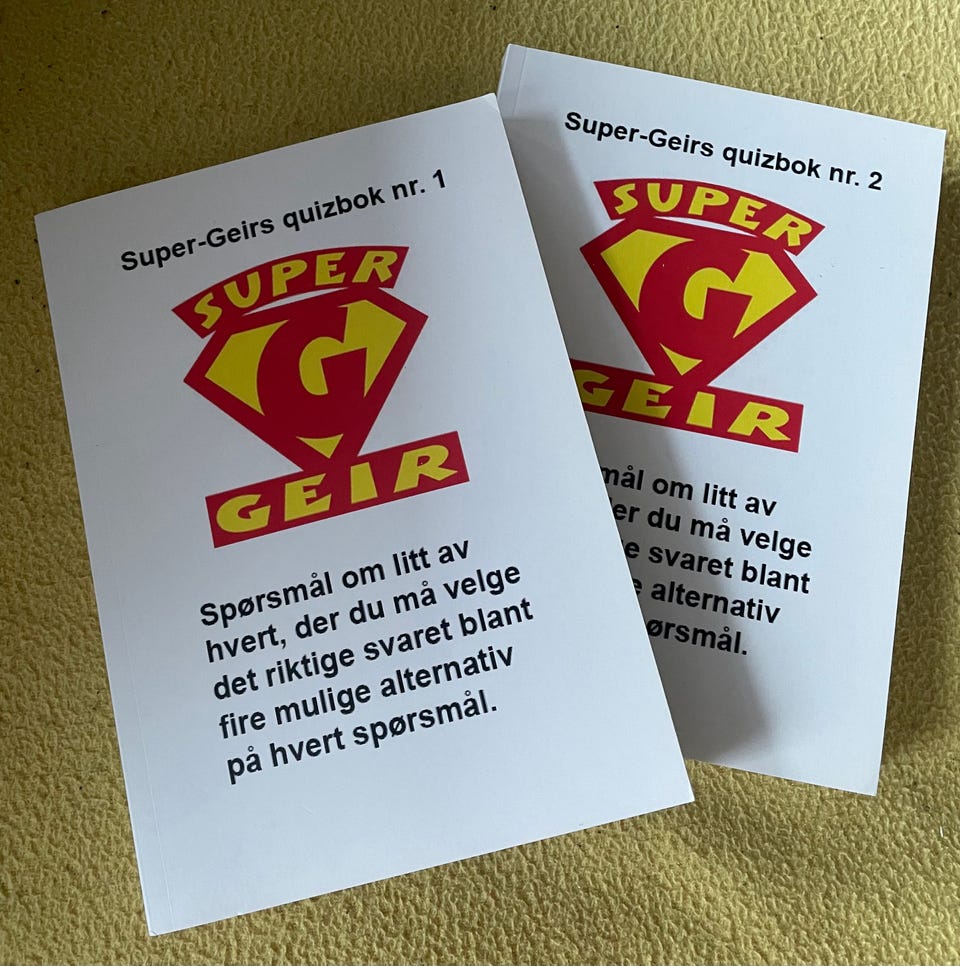 Super-Geirs quizbok nr. 1
SUPER
G
GEIR
Spørsmål om litt av
hvert, der du må velge
det riktige svaret blant
fire mulige alternativ
på hvert spørsmål.
Super-Geirs quizbok nr. 2
SUPER
G
GEIR
om litt av
du må velge
svaret blant
alternativ